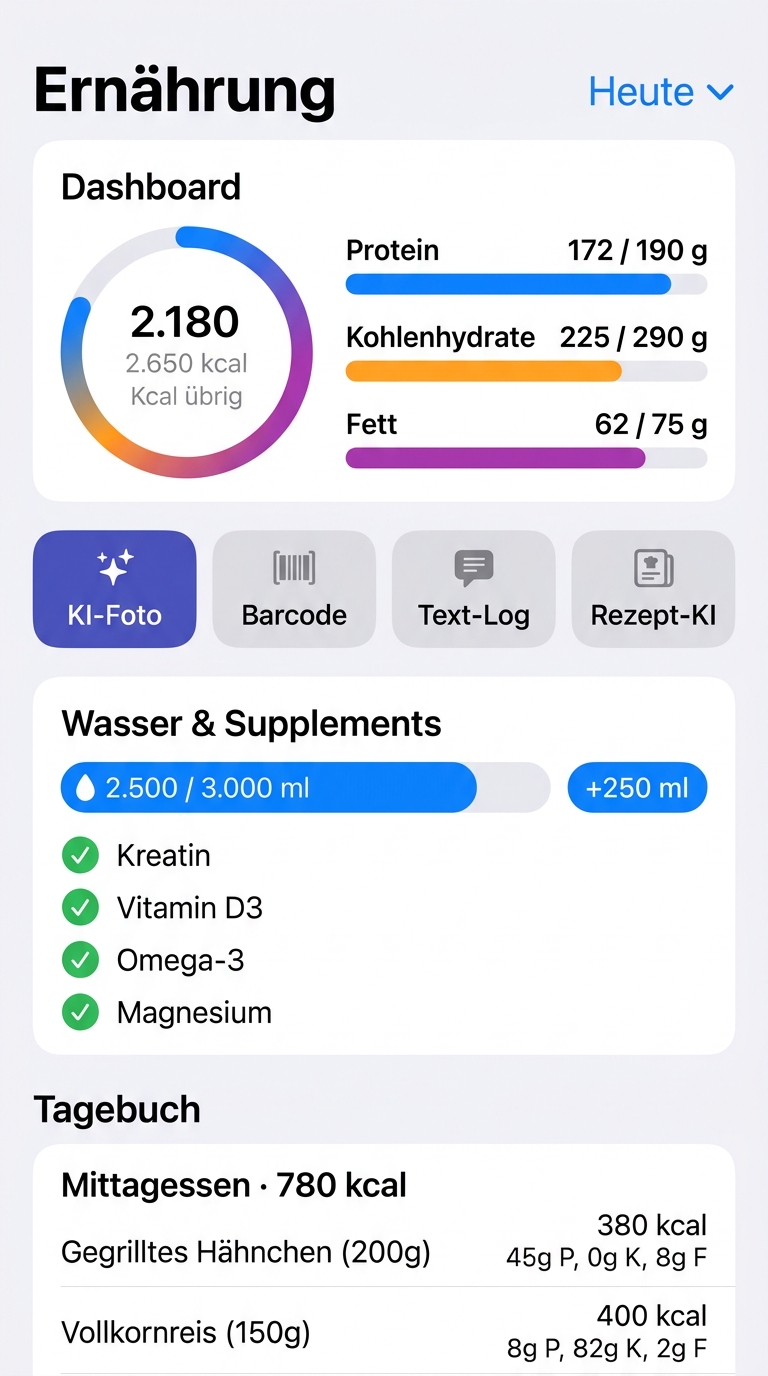 Ernährung
Heute
Dashboard
2.180
2.650 kcal
Kcal übrig
Protein 172 / 190 g
Kohlenhydrate 225 / 290 g
Fett 62 / 75 g
KI-Foto
Barcode
Text-Log
Rezept-KI
Wasser & Supplements
2.500 / 3.000 ml
+250 ml
Kreatin
Vitamin D3
Omega-3
Magnesium
Tagebuch
Mittagessen · 780 kcal
Gegrilltes Hähnchen (200g)
380 kcal
45g P, 0g K, 8g F
Vollkornreis (150g)
400 kcal
8g P, 82g K, 2g F